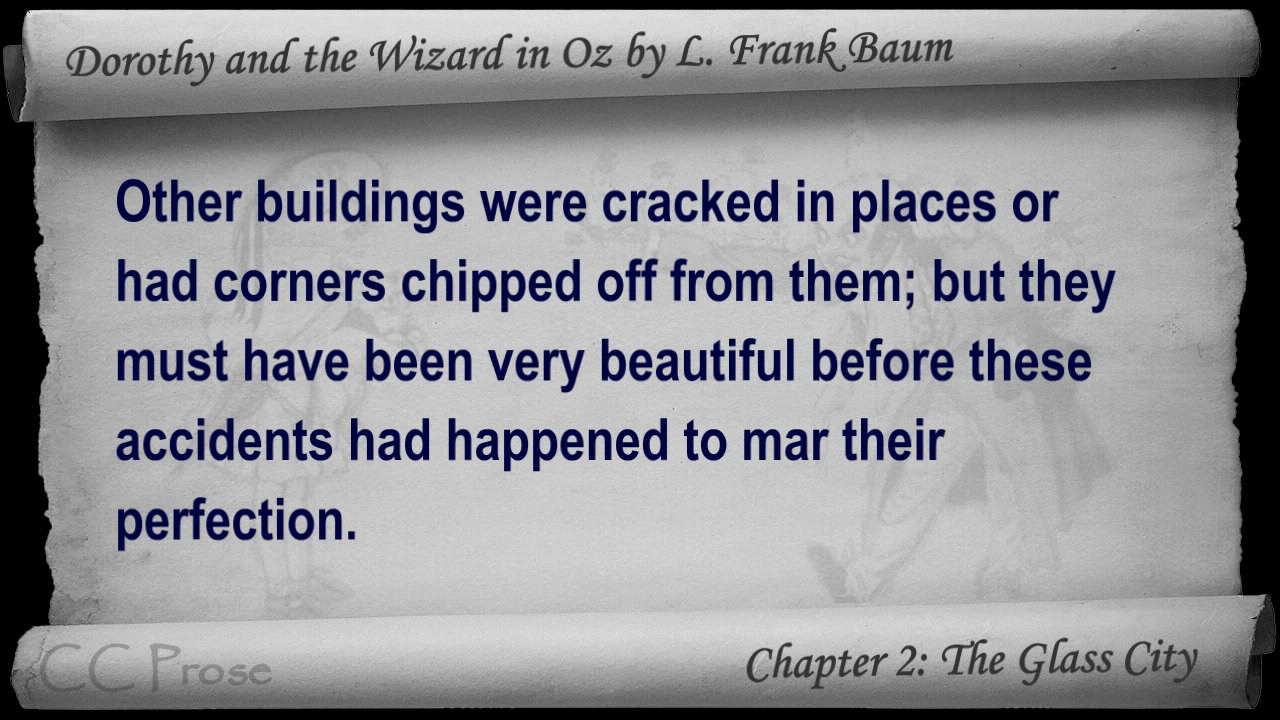 Dorothy and the Wizard in Oz by L. Frank Baum
Other buildings were cracked in places or
had corners chipped off from them; but they
must have been very beautiful before these
accidents had happened to mar their
perfection.
CC Prose
Chapter 2: The Glass City